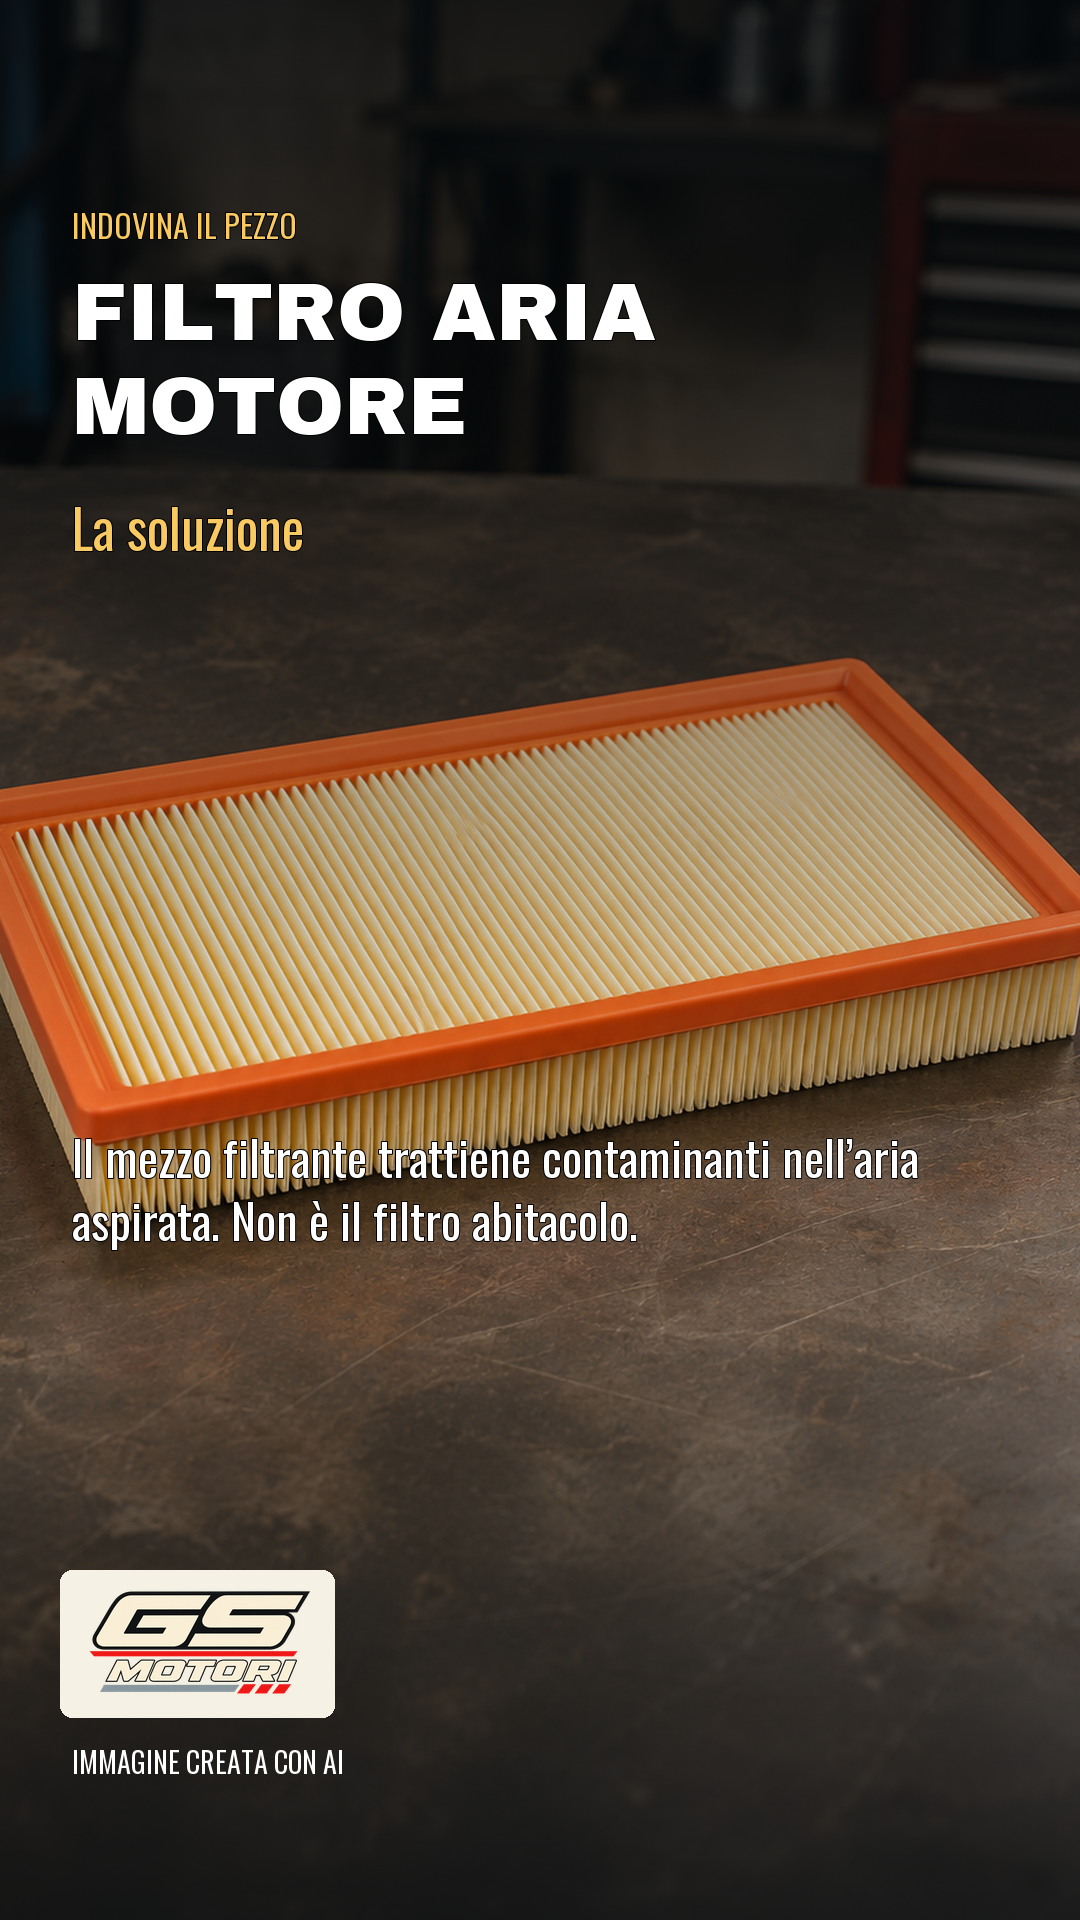 INDOVINA IL PEZZO
FILTRO ARIA
MOTORE
La soluzione
Il mezzo filtrante trattiene contaminanti nell’aria
aspirata. Non è il filtro abitacolo.
GS
MOTORI
IMMAGINE CREATA CON AI